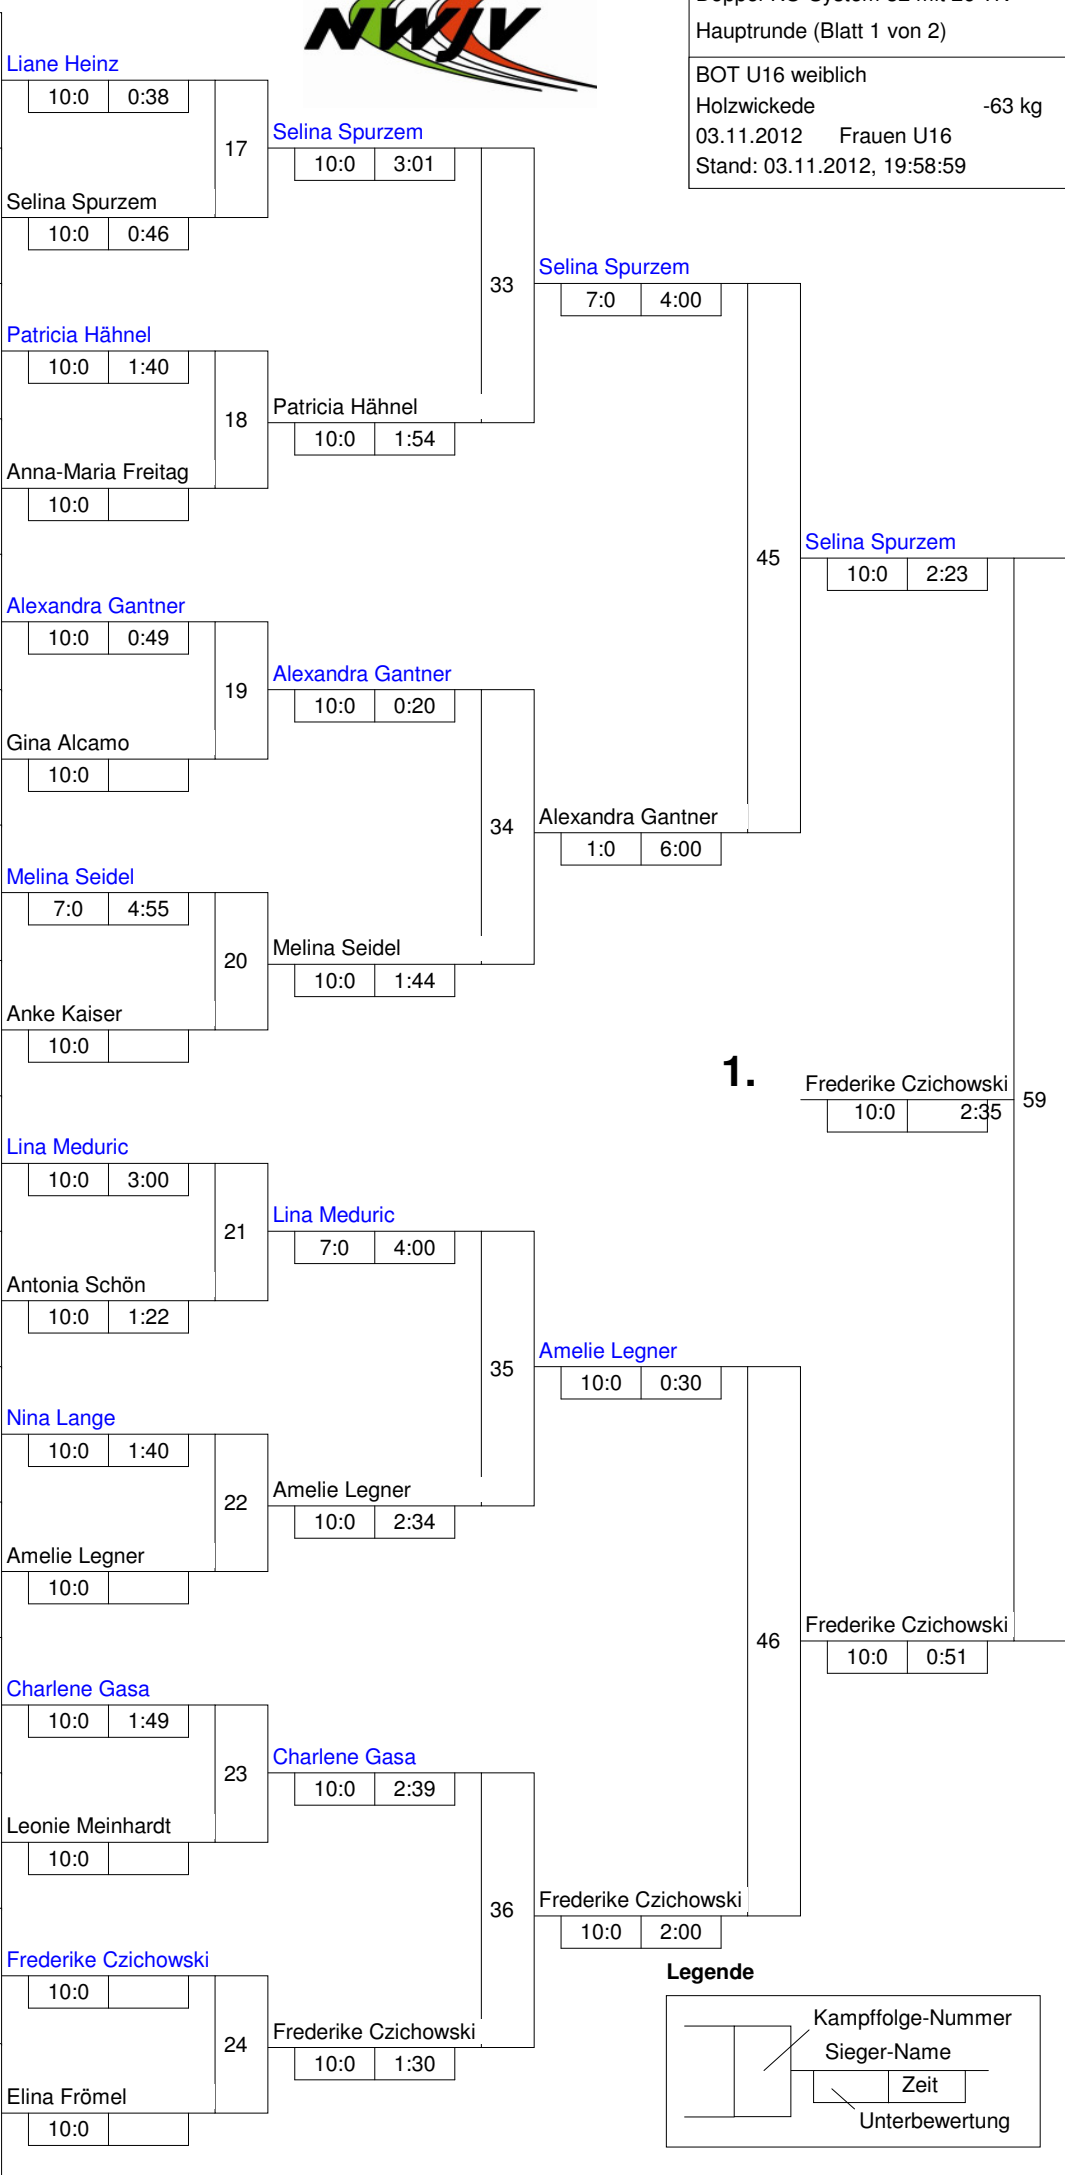 NWJV
Hauptrunde (Blatt 1 von 2)
BOT U16 weiblich
Holzwickede -63 kg
03.11.2012 Frauen U16
Stand: 03.11.2012, 19:58:59
Liane Heinz
10:0 0:38
17
Selina Spurzem
10:0 3:01
Selina Spurzem
10:0 0:46
33
Selina Spurzem
7:0 4:00
Patricia Hähnel
10:0 1:40
18
Patricia Hähnel
10:0 1:54
Anna-Maria Freitag
10:0
45
Selina Spurzem
10:0 2:23
Alexandra Gantner
10:0 0:49
19
Alexandra Gantner
10:0 0:20
Gina Alcamo
10:0
34
Alexandra Gantner
1:0 6:00
Melina Seidel
7:0 4:55
20
Melina Seidel
10:0 1:44
Anke Kaiser
10:0
1.
Frederike Czichowski
10:0 2:35
59
Lina Meduric
10:0 3:00
21
Lina Meduric
7:0 4:00
Antonia Schön
10:0 1:22
35
Amelie Legner
10:0 0:30
Nina Lange
10:0 1:40
22
Amelie Legner
10:0 2:34
Amelie Legner
10:0
46
Frederike Czichowski
10:0 0:51
Charlene Gasa
10:0 1:49
23
Charlene Gasa
10:0 2:39
Leonie Meinhardt
10:0
36
Frederike Czichowski
10:0 2:00
Frederike Czichowski
10:0
24
Frederike Czichowski
10:0 1:30
Elina Frömel
10:0
Legende
Kampffolge-Nummer
Sieger-Name
Zeit
Unterbewertung